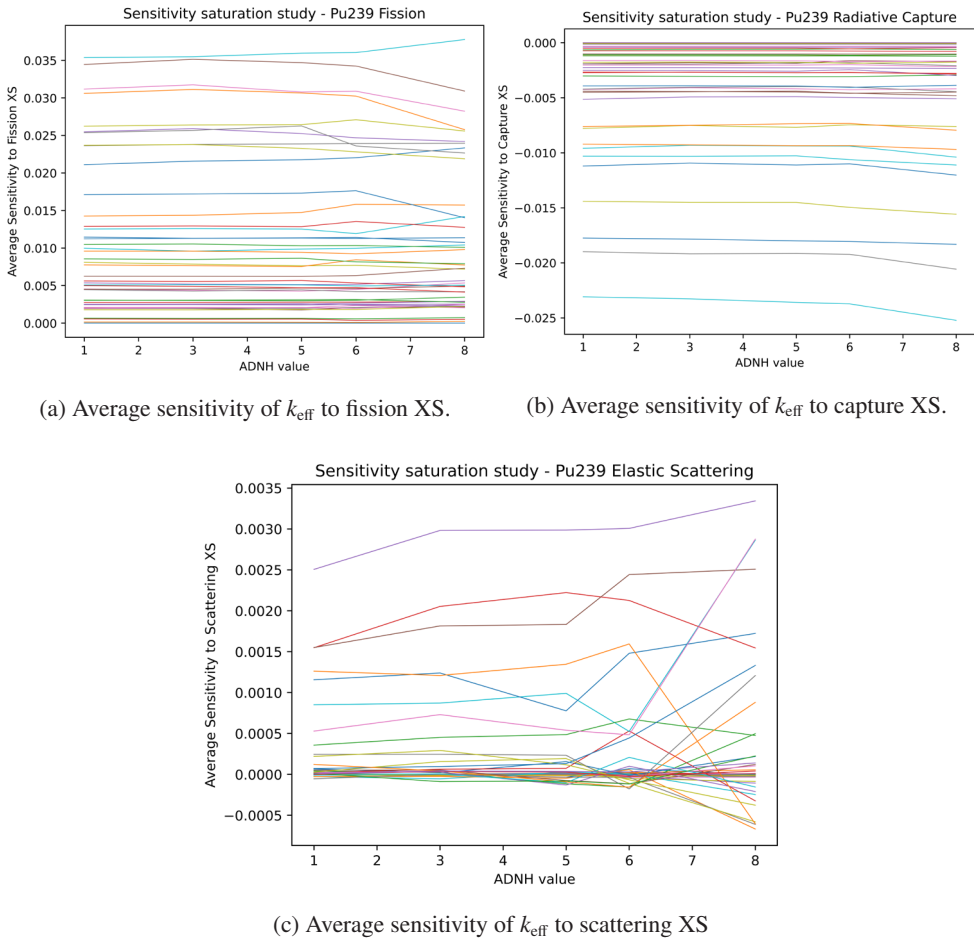 Sensitivity saturation study - Pu239 Fission
Average Sensitivity to Fission XS
0.035
0.030
0.025
0.020
0.015
0.010
0.005
0.000
1 2 3 4 5 6 7 8
ADNH value
(a) Average sensitivity of k_eff to fission XS.
Sensitivity saturation study - Pu239 Radiative Capture
Average Sensitivity to Capture XS
0.000
−0.005
−0.010
−0.015
−0.020
−0.025
1 2 3 4 5 6 7 8
ADNH value
(b) Average sensitivity of k_eff to capture XS.
Sensitivity saturation study - Pu239 Elastic Scattering
Average Sensitivity to Scattering XS
0.0035
0.0030
0.0025
0.0020
0.0015
0.0010
0.0005
0.0000
−0.0005
1 2 3 4 5 6 7 8
ADNH value
(c) Average sensitivity of k_eff to scattering XS